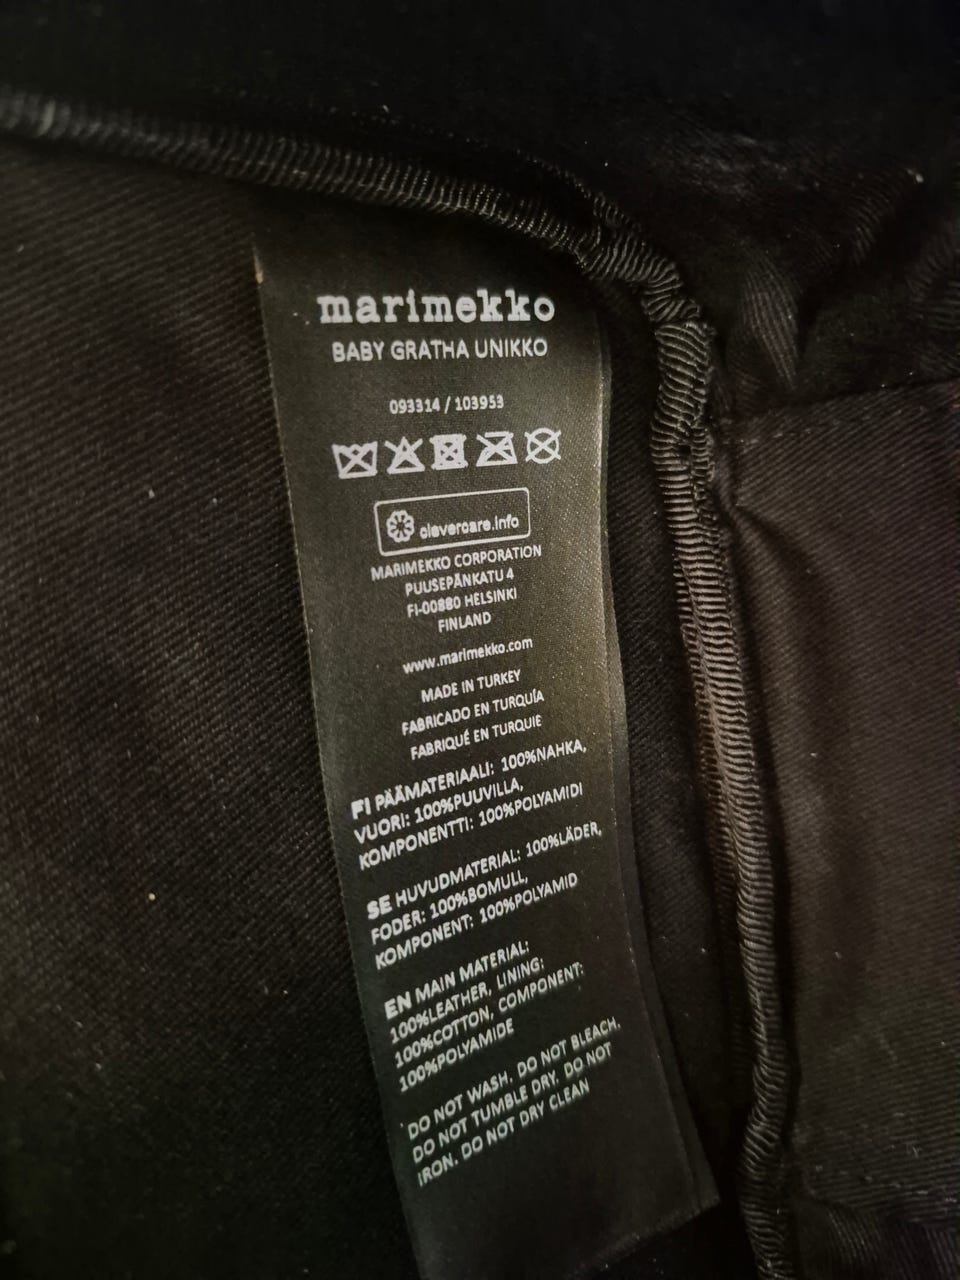 marimekko
BABY GRATHA UNIKKO
093314 / 103953
clevercare.info
MARIMEKKO CORPORATION
PUUSEPÄNKATU 4
FI-00880 HELSINKI
FINLAND
www.marimekko.com
MADE IN TURKEY
FABRICADO EN TURQUÍA
FABRIQUÉ EN TURQUIE
FI PÄÄMATERIAALI: 100%NAHKA,
VUORI: 100%PUUVILLA,
KOMPONENTTI: 100%POLYAMIDI
SE HUVUDMATERIAL: 100%LÄDER,
FODER: 100%BOMULL,
KOMPONENT: 100%POLYAMID
EN MAIN MATERIAL:
100%LEATHER, LINING:
100%COTTON, COMPONENT:
100%POLYAMIDE
DO NOT WASH. DO NOT BLEACH.
DO NOT TUMBLE DRY. DO NOT
IRON. DO NOT DRY CLEAN